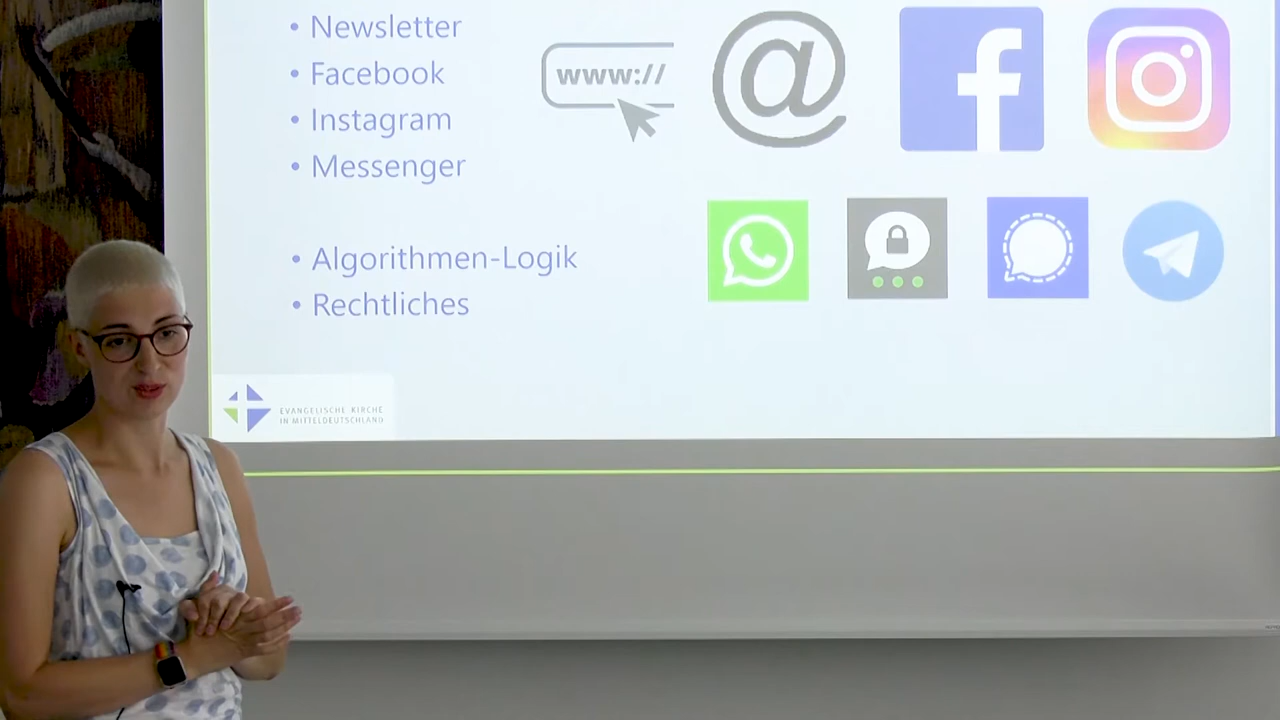 • Newsletter
• Facebook
• Instagram
• Messenger
• Algorithmen-Logik
• Rechtliches
www://
@
EVANGELISCHE KIRCHE
IN MITTELDEUTSCHLAND